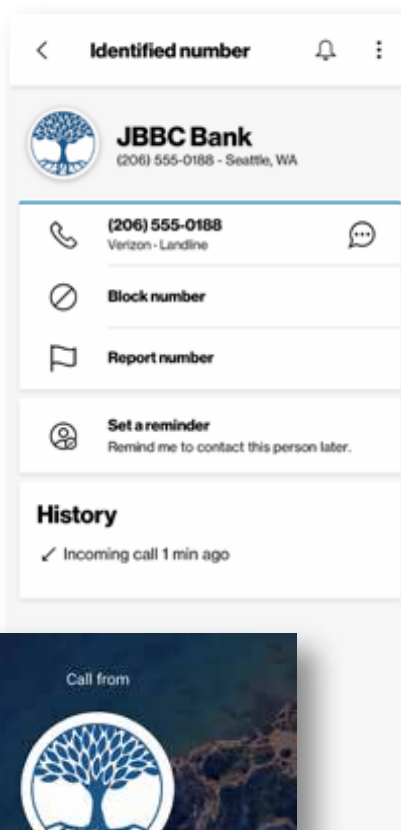 Identified number
JBBC Bank
(206) 555-0188 - Seattle, WA
(206) 555-0188
Verizon - Landline
Block number
Report number
Set a reminder
Remind me to contact this person later.
History
Incoming call 1 min ago
Call from